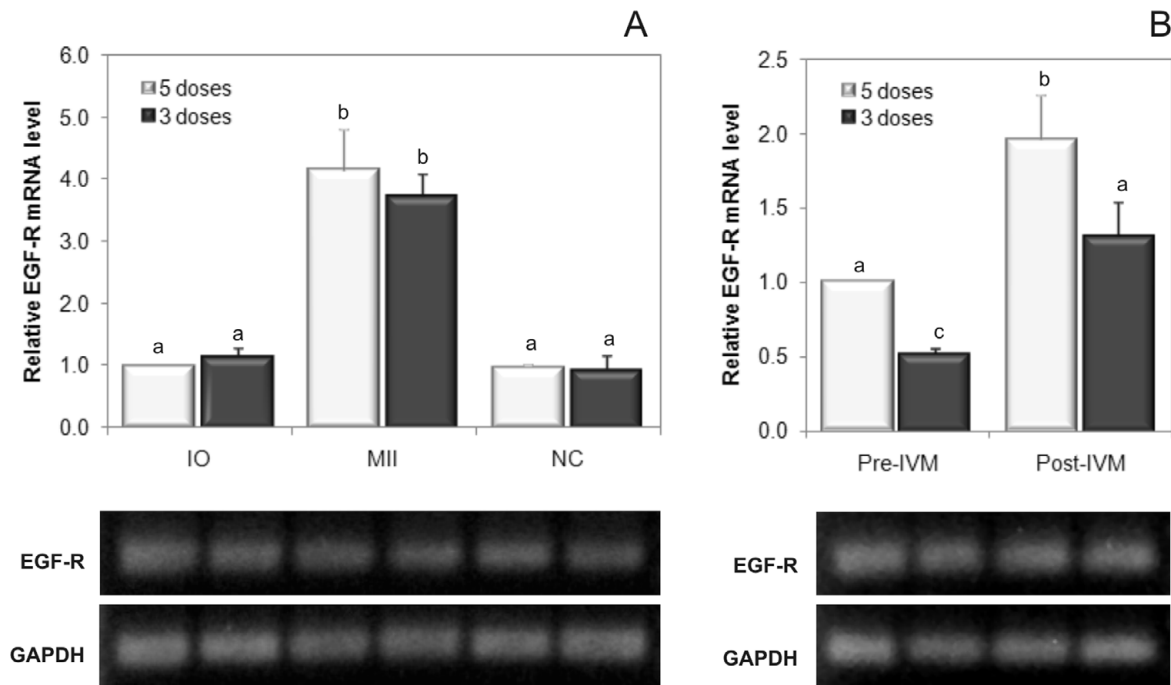 A
Relative EGF-R mRNA level
6.0
5.0
4.0
3.0
2.0
1.0
0.0
5 doses
3 doses
a
a
b
b
a
a
IO
MII
NC
EGF-R
GAPDH
B
Relative EGF-R mRNA level
2.5
2.0
1.5
1.0
0.5
0.0
5 doses
3 doses
a
c
b
a
Pre-IVM
Post-IVM
EGF-R
GAPDH